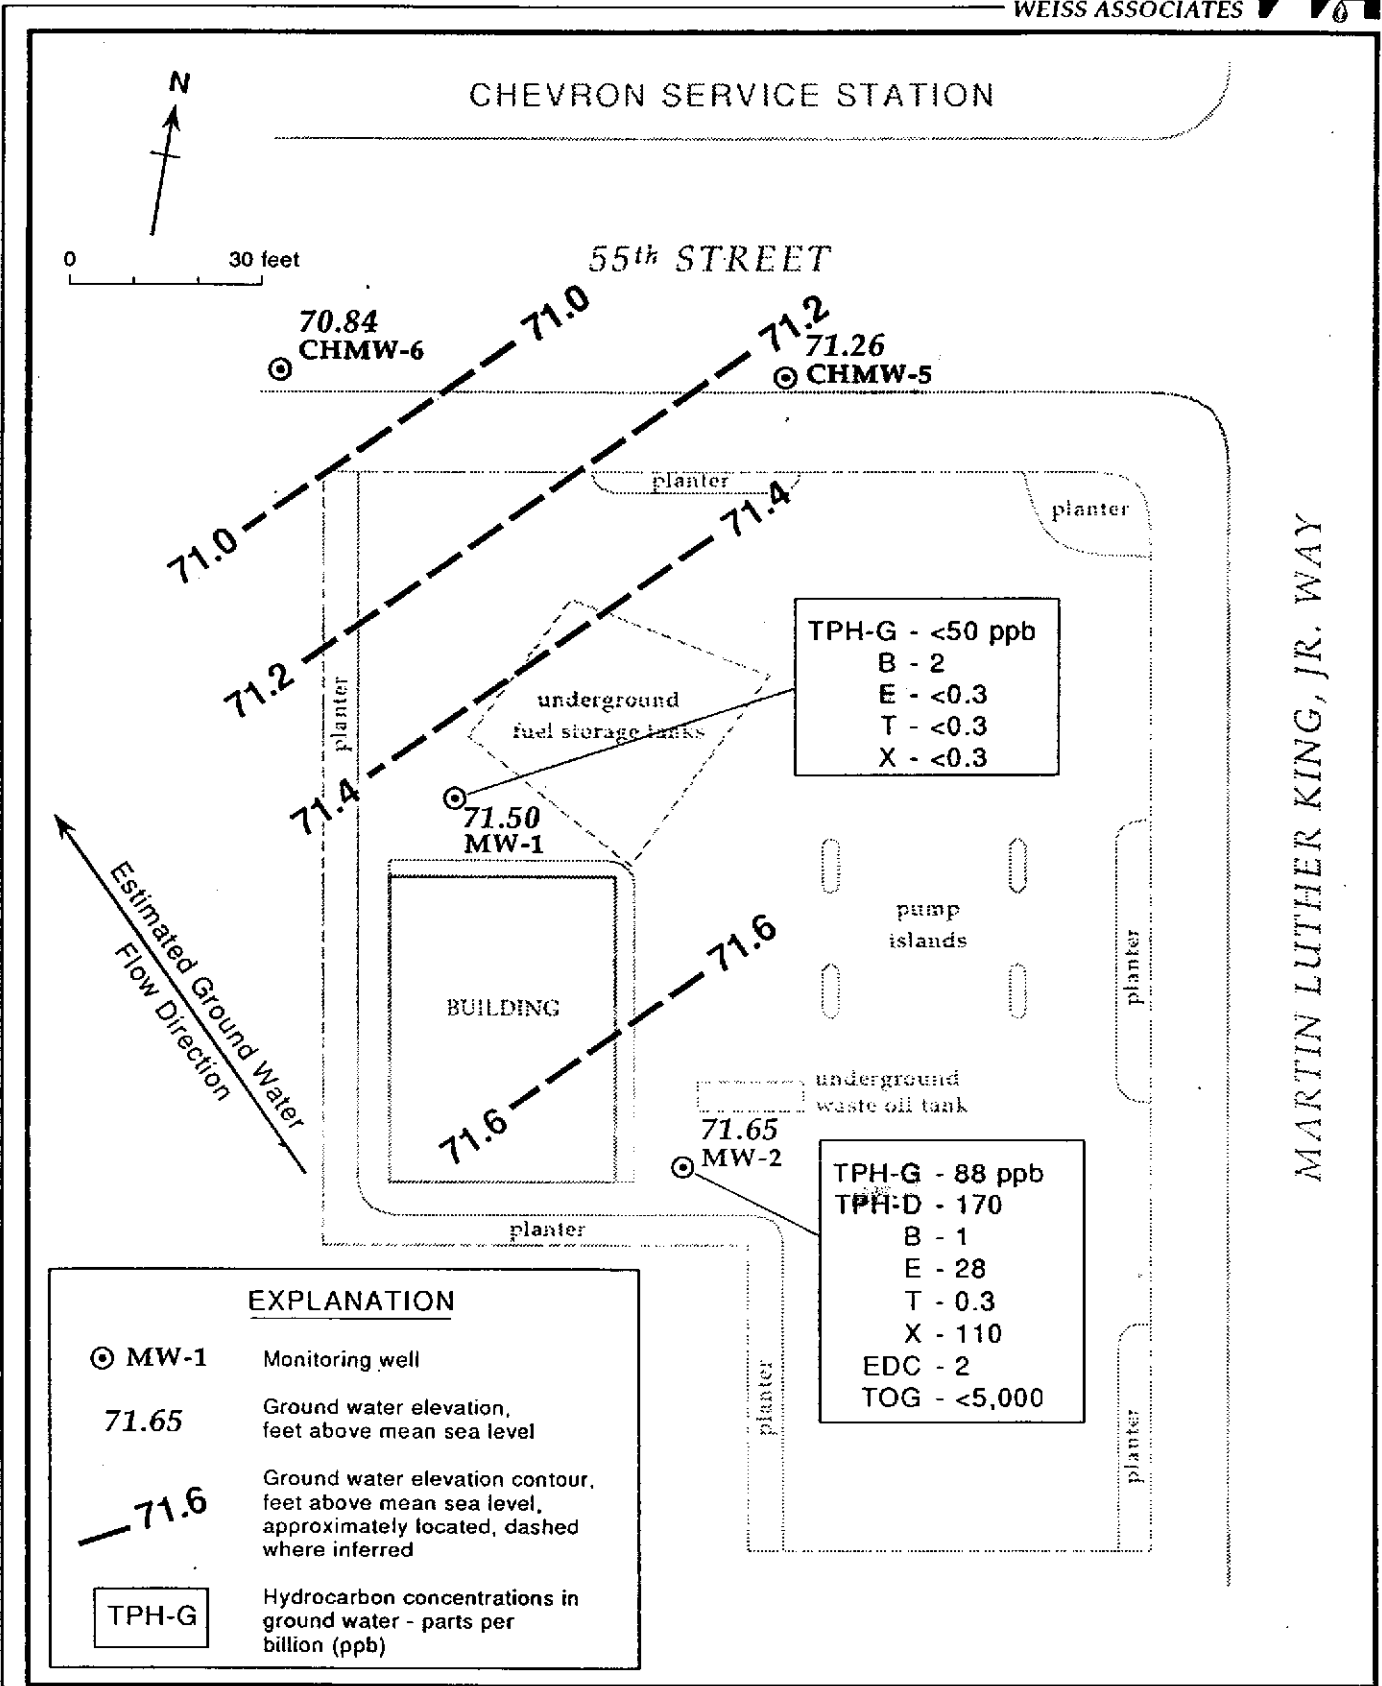 WEISS ASSOCIATES
CHEVRON SERVICE STATION
N
0 30 feet
55th STREET
70.84
CHMW-6
71.0
71.2
71.26
CHMW-5
planter
planter
71.4
71.0
71.2
planter
TPH-G - <50 ppb
B - 2
E - <0.3
T - <0.3
X - <0.3
underground
fuel storage tanks
71.4
71.50
MW-1
MARTIN LUTHER KING, JR. WAY
Estimated Ground Water
Flow Direction
pump
islands
planter
71.6
BUILDING
71.6
underground
waste oil tank
71.65
MW-2
TPH-G - 88 ppb
TPH-D - 170
B - 1
E - 28
T - 0.3
X - 110
EDC - 2
TOG - <5,000
planter
planter
planter
EXPLANATION
MW-1 Monitoring well
71.65 Ground water elevation,
feet above mean sea level
71.6 Ground water elevation contour,
feet above mean sea level,
approximately located, dashed
where inferred
TPH-G Hydrocarbon concentrations in
ground water - parts per
billion (ppb)